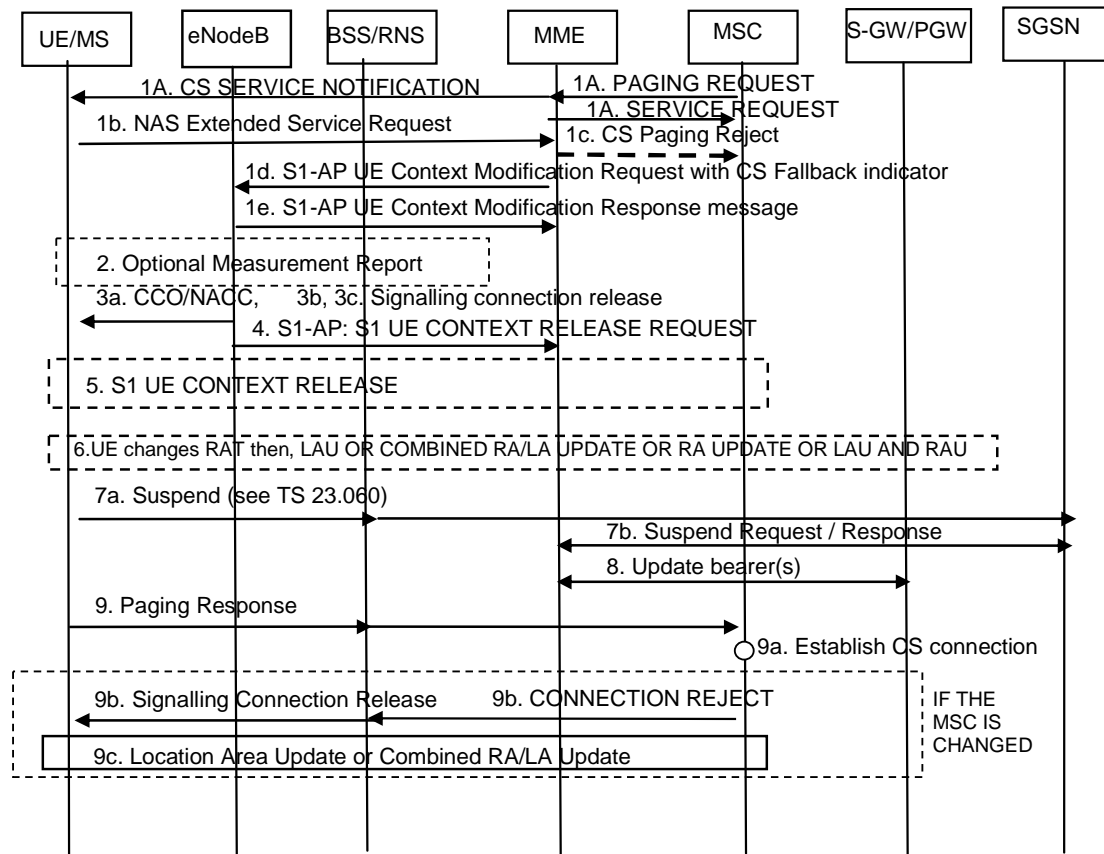 UE/MS
eNodeB
BSS/RNS
MME
MSC
S-GW/PGW
SGSN
1A. CS SERVICE NOTIFICATION
1A. PAGING REQUEST
1A. SERVICE REQUEST
1b. NAS Extended Service Request
1c. CS Paging Reject
1d. S1-AP UE Context Modification Request with CS Fallback indicator
1e. S1-AP UE Context Modification Response message
2. Optional Measurement Report
3a. CCO/NACC, 3b, 3c. Signalling connection release
4. S1-AP: S1 UE CONTEXT RELEASE REQUEST
5. S1 UE CONTEXT RELEASE
6.UE changes RAT then, LAU OR COMBINED RA/LA UPDATE OR RA UPDATE OR LAU AND RAU
7a. Suspend (see TS 23.060)
7b. Suspend Request / Response
8. Update bearer(s)
9. Paging Response
9a. Establish CS connection
9b. Signalling Connection Release
9b. CONNECTION REJECT
IF THE
MSC IS
CHANGED
9c. Location Area Update or Combined RA/LA Update